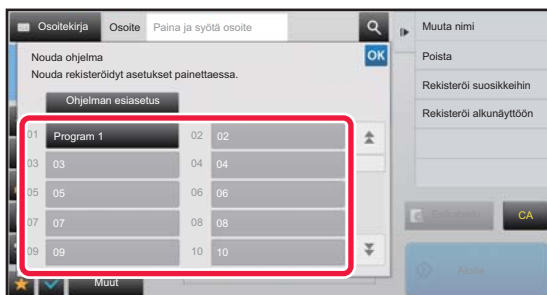 Osoitekirja Osoite Paina ja syötä osoite
OK
Nouda ohjelma
Nouda rekisteröidyt asetukset painettaessa.
Ohjelman esiasetus
01 Program 1 02 02
03 03 04 04
05 05 06 06
07 07 08 08
09 09 10 10
Muut
Muuta nimi
Poista
Rekisteröi suosikkeihin
Rekisteröi alkunäyttöön
CA
Aloita